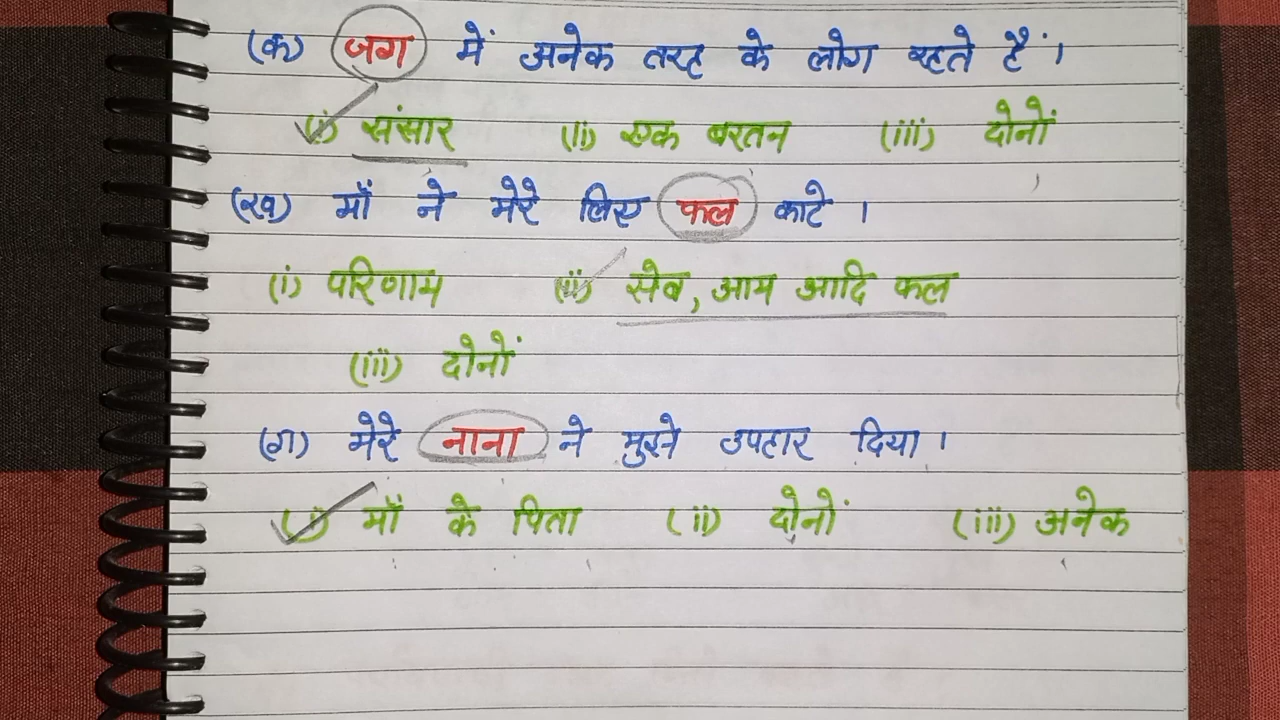 (क) जग में अनेक तरह के लोग रहते हैं।
(i) संसार (ii) एक बरतन (iii) दोनों
(ख) माँ ने मेरे लिए फल काटे ।
(i) परिणाम (ii) सेब, आम आदि फल
(iii) दोनों
(ग) मेरे नाना ने मुझे उपहार दिया ।
(i) माँ के पिता (ii) दोनों (iii) अनेक